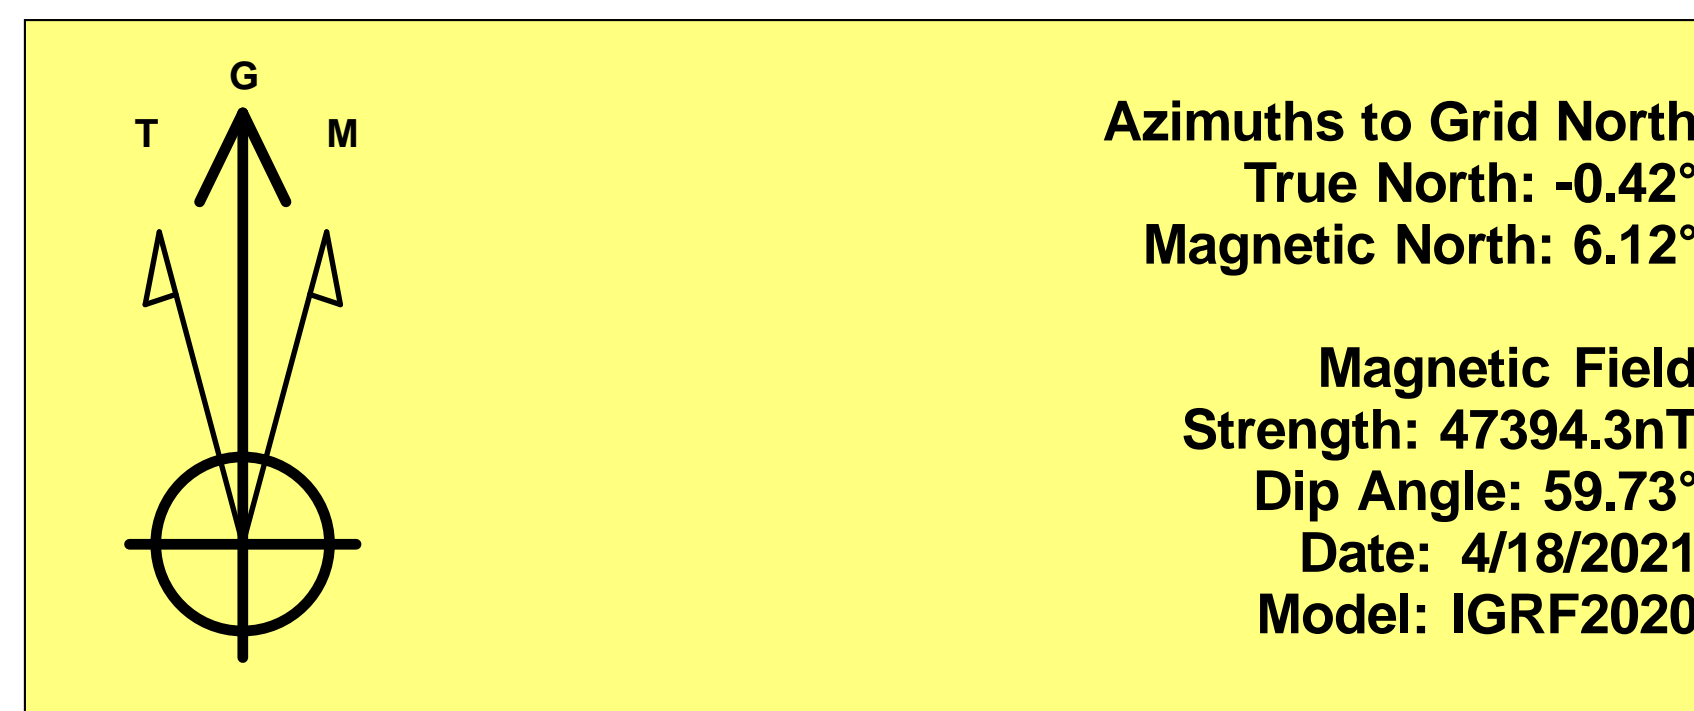 G
T M
Azimuths to Grid North
True North: -0.42°
Magnetic North: 6.12°
Magnetic Field
Strength: 47394.3nT
Dip Angle: 59.73°
Date: 4/18/2021
Model: IGRF2020